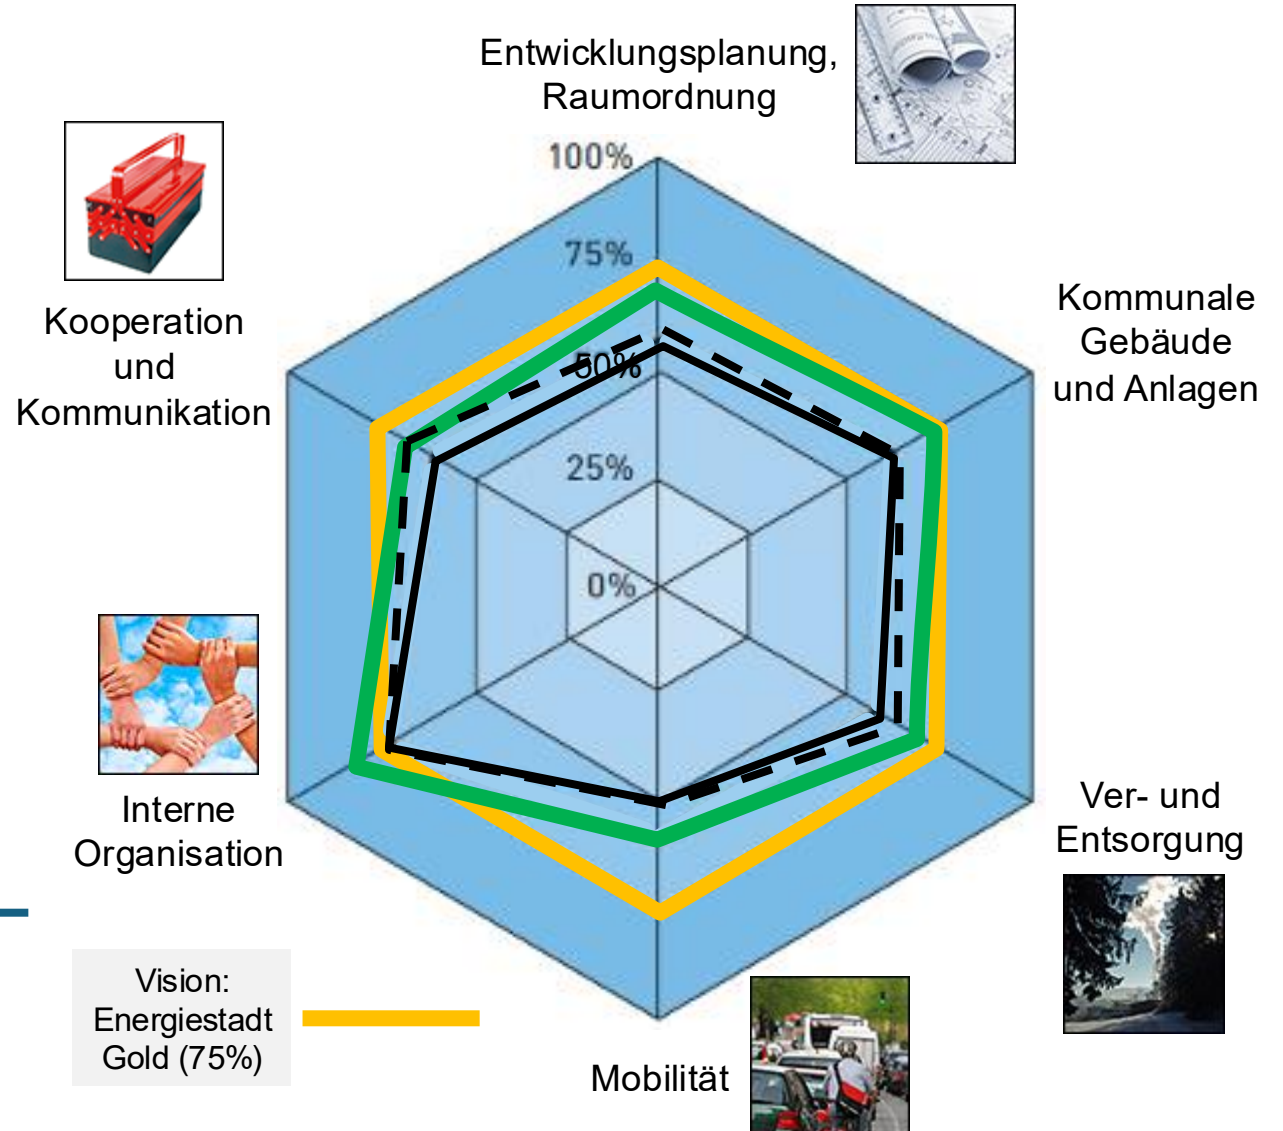 Entwicklungsplanung,
Raumordnung
100%
75%
50%
25%
0%
Kommunale
Gebäude
und Anlagen
Ver- und
Entsorgung
Mobilität
Interne
Organisation
Kooperation
und
Kommunikation
Vision:
Energiestadt
Gold (75%)